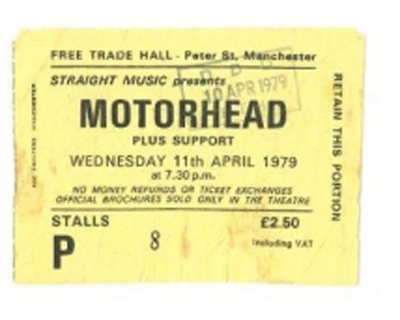 FREE TRADE HALL - Peter St. Manchester
STRAIGHT MUSIC presents
10 APR 1979
MOTORHEAD
PLUS SUPPORT
WEDNESDAY 11th APRIL 1979
at 7.30 p.m.
NO MONEY REFUNDS OR TICKET EXCHANGES
OFFICIAL BROCHURES SOLD ONLY IN THE THEATRE
STALLS £2.50
P 8 including VAT
RETAIN THIS PORTION